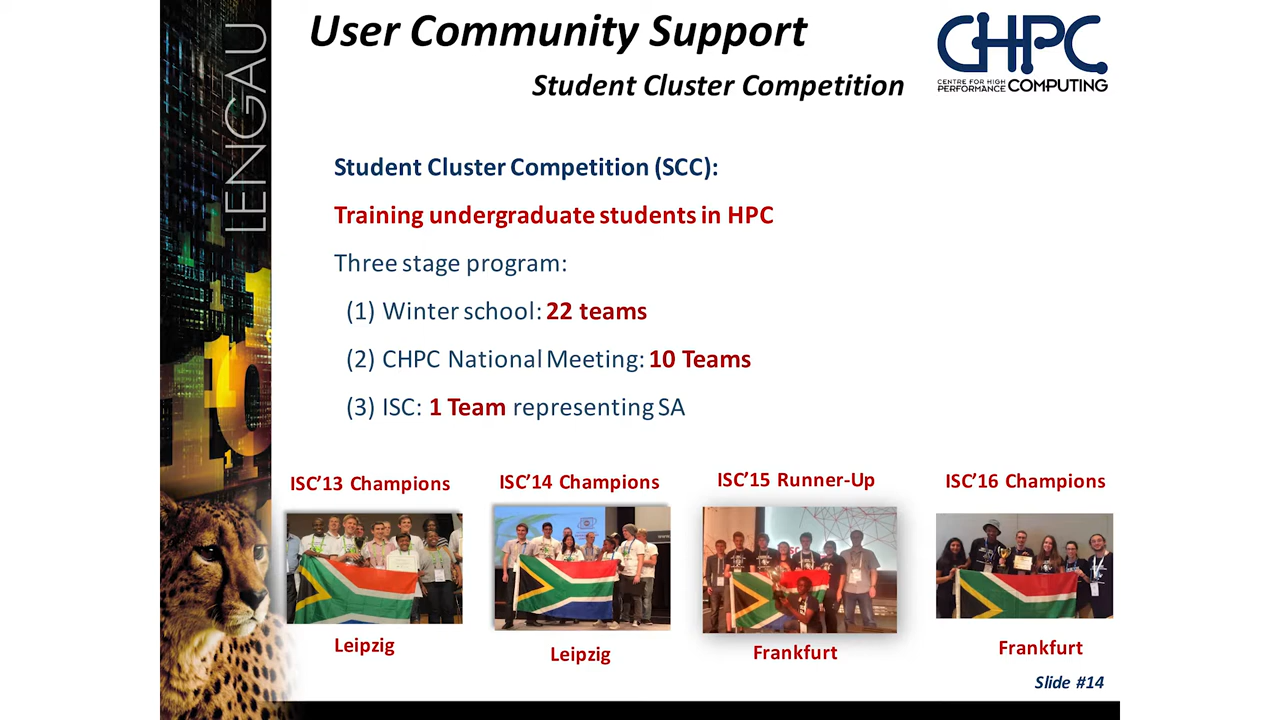 User Community Support
Student Cluster Competition
CHPC
CENTRE FOR HIGH
PERFORMANCE COMPUTING
LENGAU
Student Cluster Competition (SCC):
Training undergraduate students in HPC
Three stage program:
(1) Winter school: 22 teams
(2) CHPC National Meeting: 10 Teams
(3) ISC: 1 Team representing SA
ISC’13 Champions
ISC’14 Champions
ISC’15 Runner-Up
ISC’16 Champions
Leipzig
Leipzig
Frankfurt
Frankfurt
Slide #14